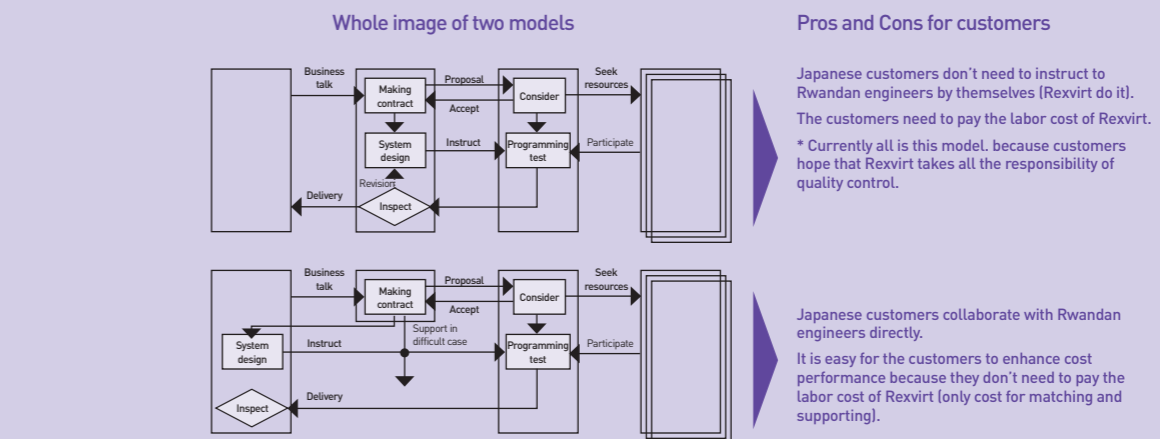 Whole image of two models
Pros and Cons for customers
Business
talk
Making
contract
Proposal
Accept
Consider
Seek
resources
System
design
Instruct
Programming
test
Participate
Revision
Delivery
Inspect
Japanese customers don't need to instruct to
Rwandan engineers by themselves (Rexvirt do it).
The customers need to pay the labor cost of Rexvirt.
* Currently all is this model. because customers
hope that Rexvirt takes all the responsibility of
quality control.
Business
talk
Making
contract
Proposal
Accept
Consider
Seek
resources
System
design
Instruct
Support in
difficult case
Programming
test
Participate
Delivery
Inspect
Japanese customers collaborate with Rwandan
engineers directly.
It is easy for the customers to enhance cost
performance because they don't need to pay the
labor cost of Rexvirt (only cost for matching and
supporting).